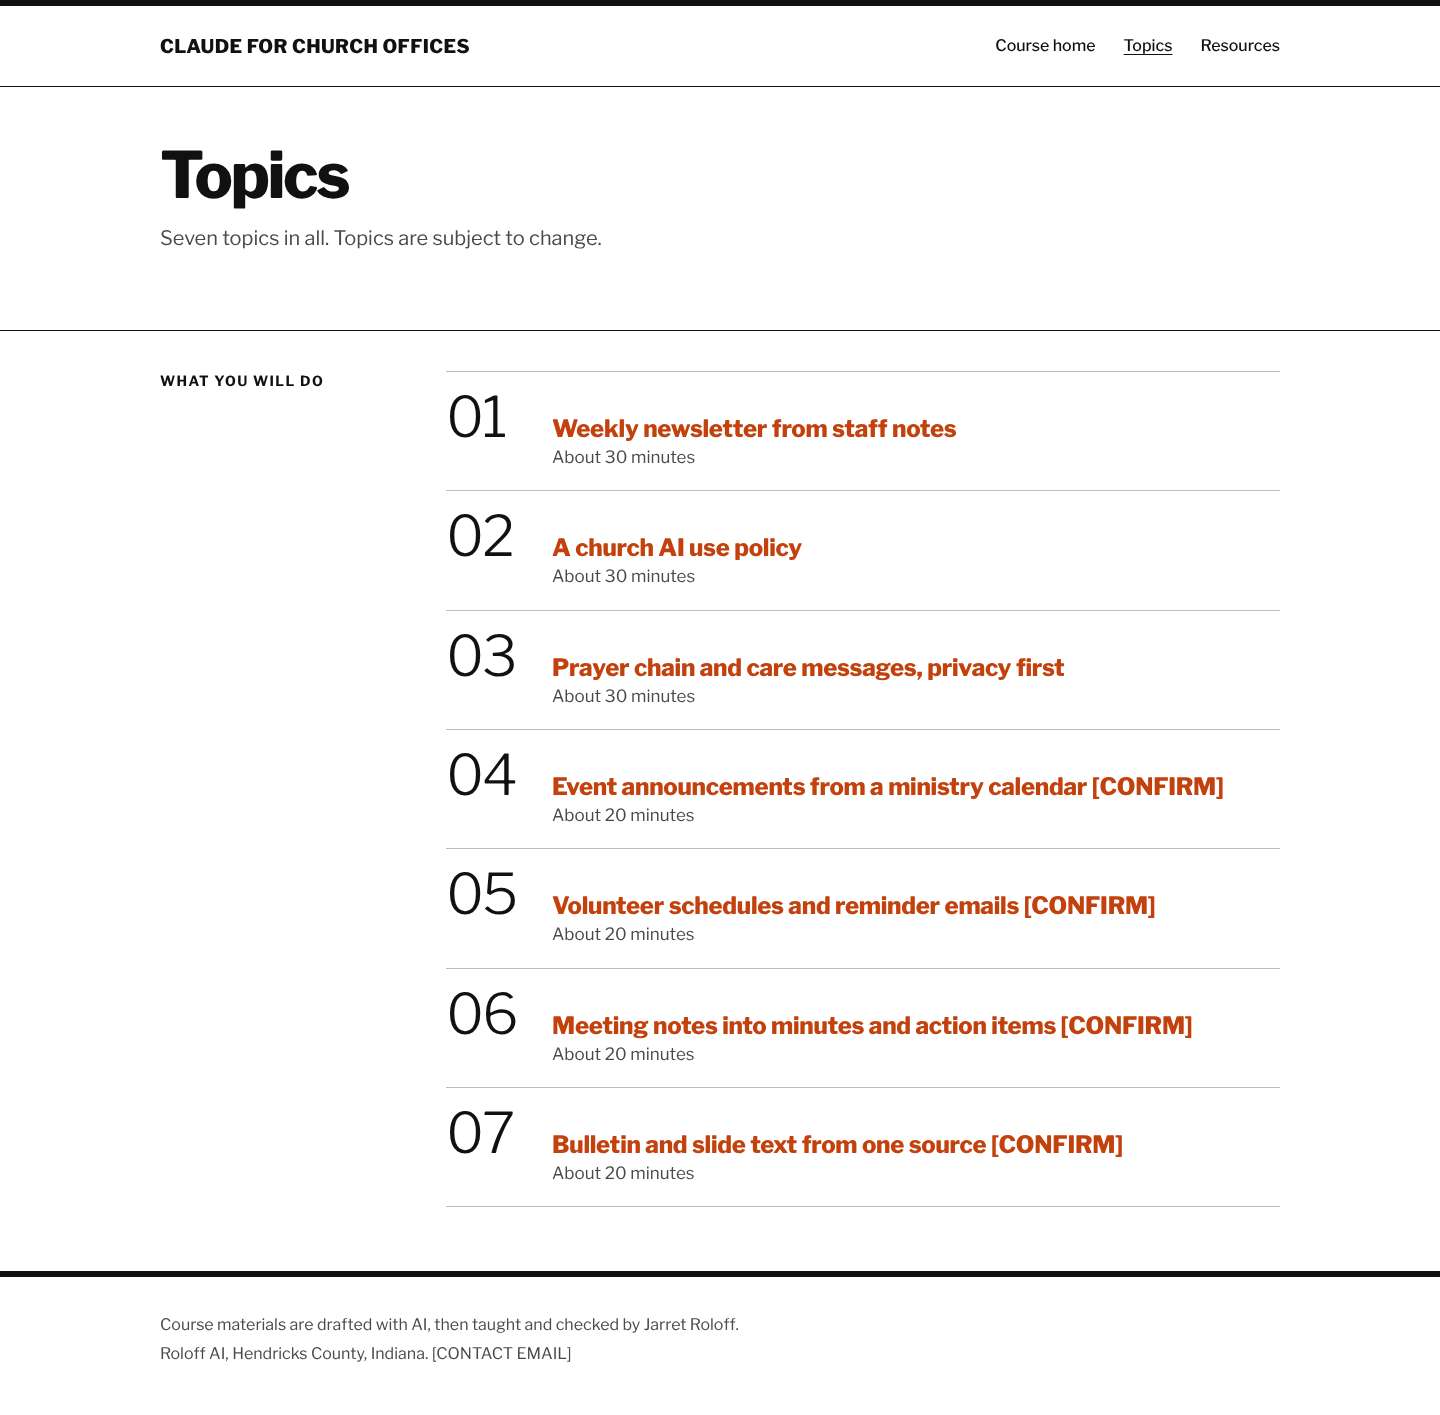 CLAUDE FOR CHURCH OFFICES
Course home Topics Resources
Topics
Seven topics in all. Topics are subject to change.
WHAT YOU WILL DO
01
Weekly newsletter from staff notes
About 30 minutes
02
A church AI use policy
About 30 minutes
03
Prayer chain and care messages, privacy first
About 30 minutes
04
Event announcements from a ministry calendar [CONFIRM]
About 20 minutes
05
Volunteer schedules and reminder emails [CONFIRM]
About 20 minutes
06
Meeting notes into minutes and action items [CONFIRM]
About 20 minutes
07
Bulletin and slide text from one source [CONFIRM]
About 20 minutes
Course materials are drafted with AI, then taught and checked by Jarret Roloff.
Roloff AI, Hendricks County, Indiana. [CONTACT EMAIL]